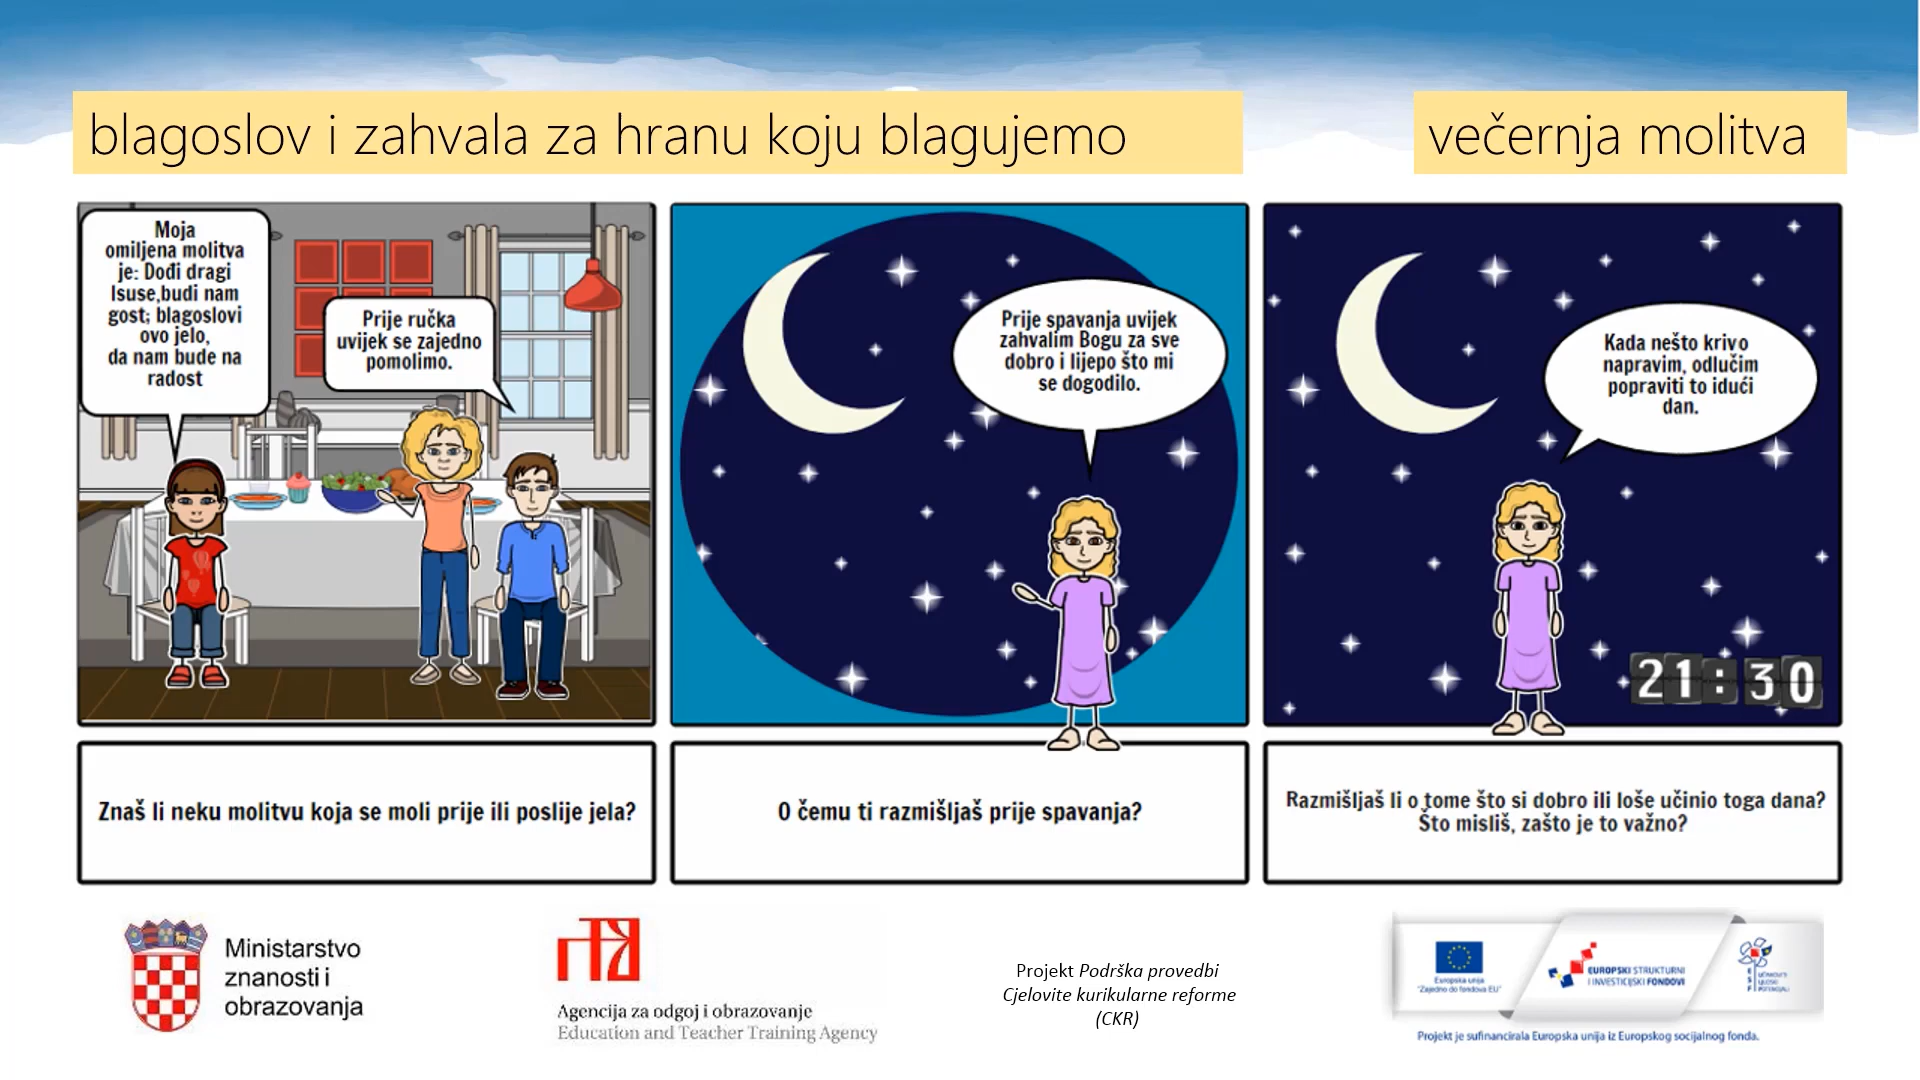 blagoslov i zahvala za hranu koju blagujemo
večernja molitva
Moja
omiljena molitva
je: Dođi dragi
Isuse,budi nam
gost; blagoslovi
ovo jelo,
da nam bude na
radost
Prije ručka
uvijek se zajedno
pomolimo.
Prije spavanja uvijek
zahvalim Bogu za sve
dobro i lijepo što mi
se dogodilo.
Kada nešto krivo
napravim, odlučim
popraviti to idući
dan.
21:30
Znaš li neku molitvu koja se moli prije ili poslije jela?
O čemu ti razmišljaš prije spavanja?
Razmišljaš li o tome što si dobro ili loše učinio toga dana?
Što misliš, zašto je to važno?
Ministarstvo
znanosti i
obrazovanja
Agencija za odgoj i obrazovanje
Education and Teacher Training Agency
Projekt Podrška provedbi
Cjelovite kurikularne reforme
(CKR)
Europska unija
"Zajedno do fondova EU"
EUROPSKI STRUKTURNI
I INVESTICIJSKI FONDOVI
Projekt je sufinancirala Europska unija iz Europskog socijalnog fonda.